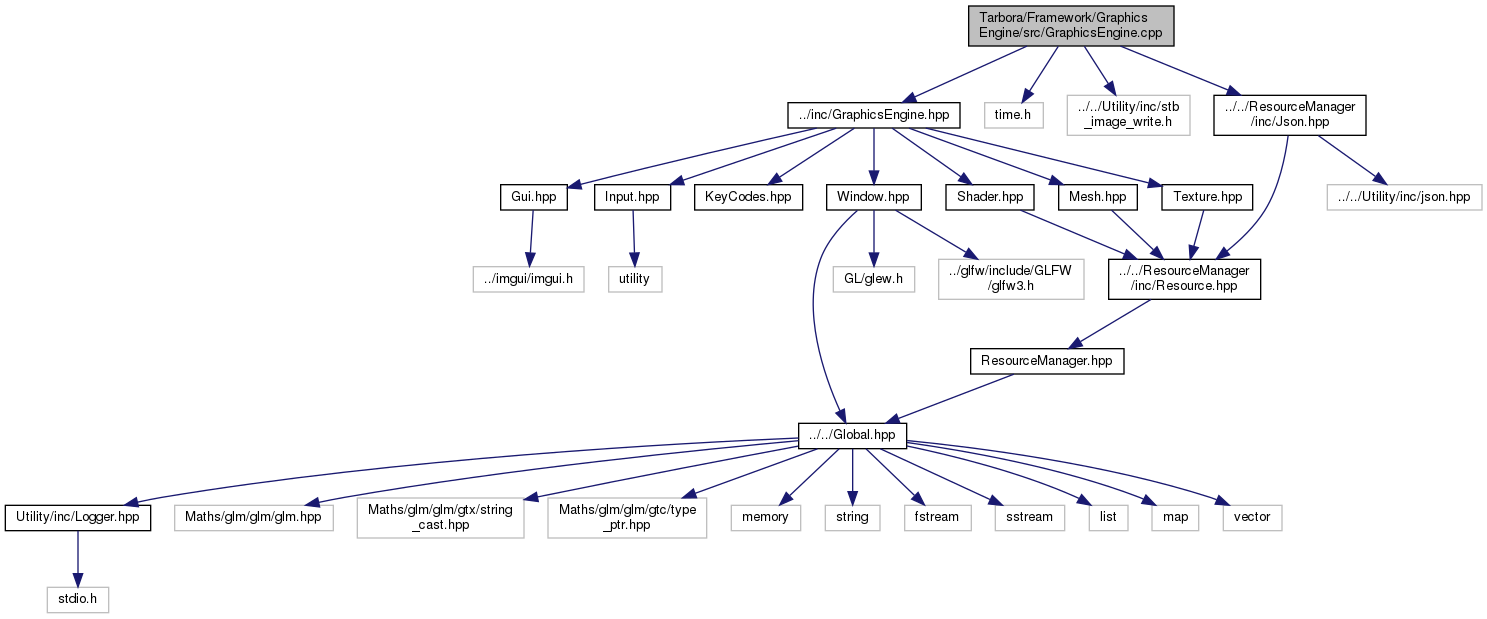 Tarbora/Framework/Graphics
Engine/src/GraphicsEngine.cpp
../inc/GraphicsEngine.hpp
time.h
../../Utility/inc/stb
_image_write.h
../../ResourceManager
/inc/Json.hpp
Gui.hpp
Input.hpp
KeyCodes.hpp
Window.hpp
Shader.hpp
Mesh.hpp
Texture.hpp
../../Utility/inc/json.hpp
../imgui/imgui.h
utility
GL/glew.h
../glfw/include/GLFW
/glfw3.h
../../ResourceManager
/inc/Resource.hpp
ResourceManager.hpp
../../Global.hpp
Utility/inc/Logger.hpp
Maths/glm/glm/glm.hpp
Maths/glm/glm/gtx/string
_cast.hpp
Maths/glm/glm/gtc/type
_ptr.hpp
memory
string
fstream
sstream
list
map
vector
stdio.h